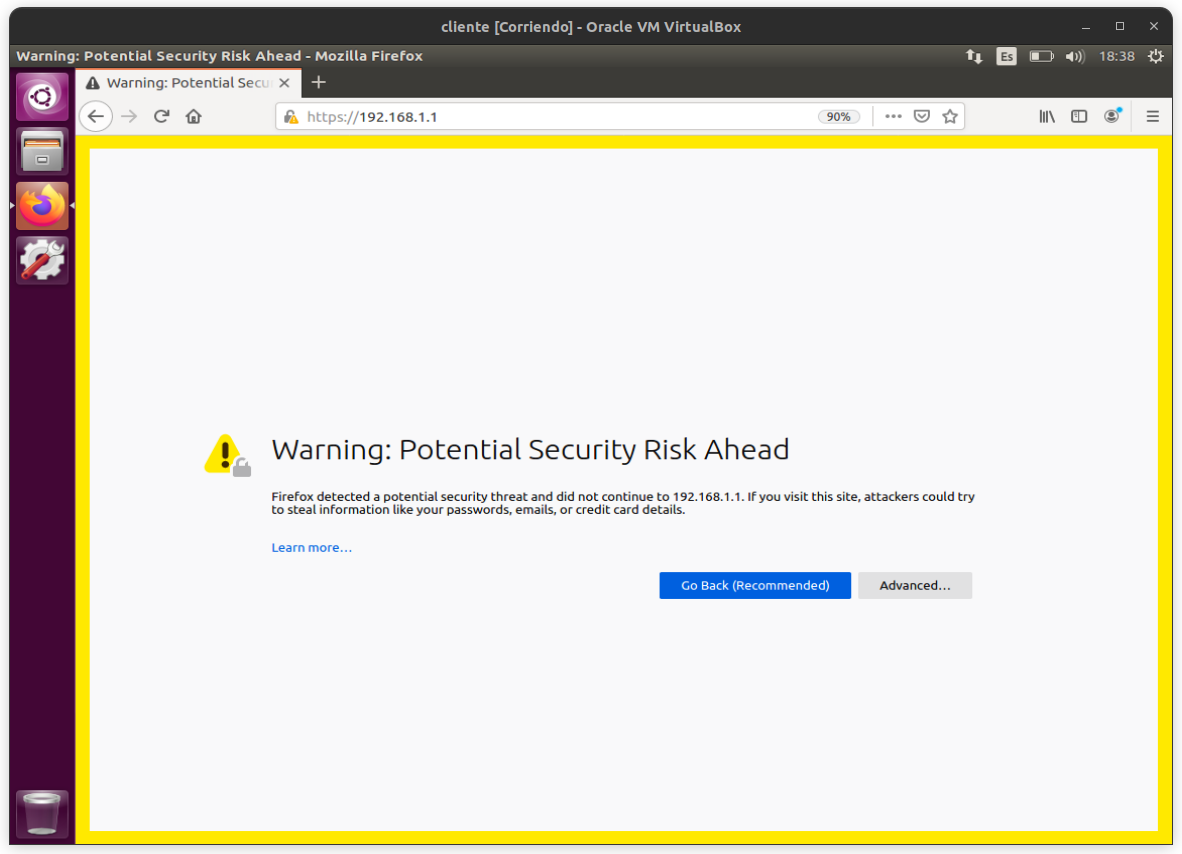 cliente [Corriendo] - Oracle VM VirtualBox
Warning: Potential Security Risk Ahead - Mozilla Firefox
Es
18:38
Warning: Potential Secu
https://192.168.1.1
90%
Warning: Potential Security Risk Ahead
Firefox detected a potential security threat and did not continue to 192.168.1.1. If you visit this site, attackers could try
to steal information like your passwords, emails, or credit card details.
Learn more…
Go Back (Recommended)
Advanced…